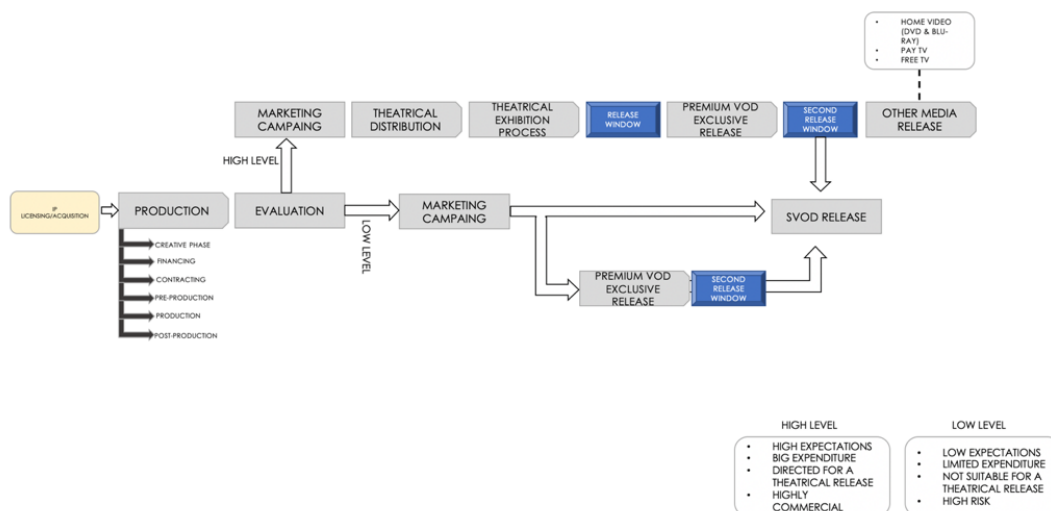 HOME VIDEO
(DVD & BLU-
RAY)
PAY TV
FREE TV
MARKETING
CAMPAING
THEATRICAL
DISTRIBUTION
THEATRICAL
EXHIBITION
PROCESS
RELEASE
WINDOW
PREMIUM VOD
EXCLUSIVE
RELEASE
SECOND
RELEASE
WINDOW
OTHER MEDIA
RELEASE
HIGH LEVEL
IP
LICENSING/ACQUISITION
PRODUCTION
EVALUATION
LOW LEVEL
MARKETING
CAMPAING
SVOD RELEASE
CREATIVE PHASE
FINANCING
CONTRACTING
PRE-PRODUCTION
PRODUCTION
POST-PRODUCTION
PREMIUM VOD
EXCLUSIVE
RELEASE
SECOND
RELEASE
WINDOW
HIGH LEVEL
HIGH EXPECTATIONS
BIG EXPENDITURE
DIRECTED FOR A
THEATRICAL RELEASE
HIGHLY
COMMERCIAL
LOW LEVEL
LOW EXPECTATIONS
LIMITED EXPENDITURE
NOT SUITABLE FOR A
THEATRICAL RELEASE
HIGH RISK